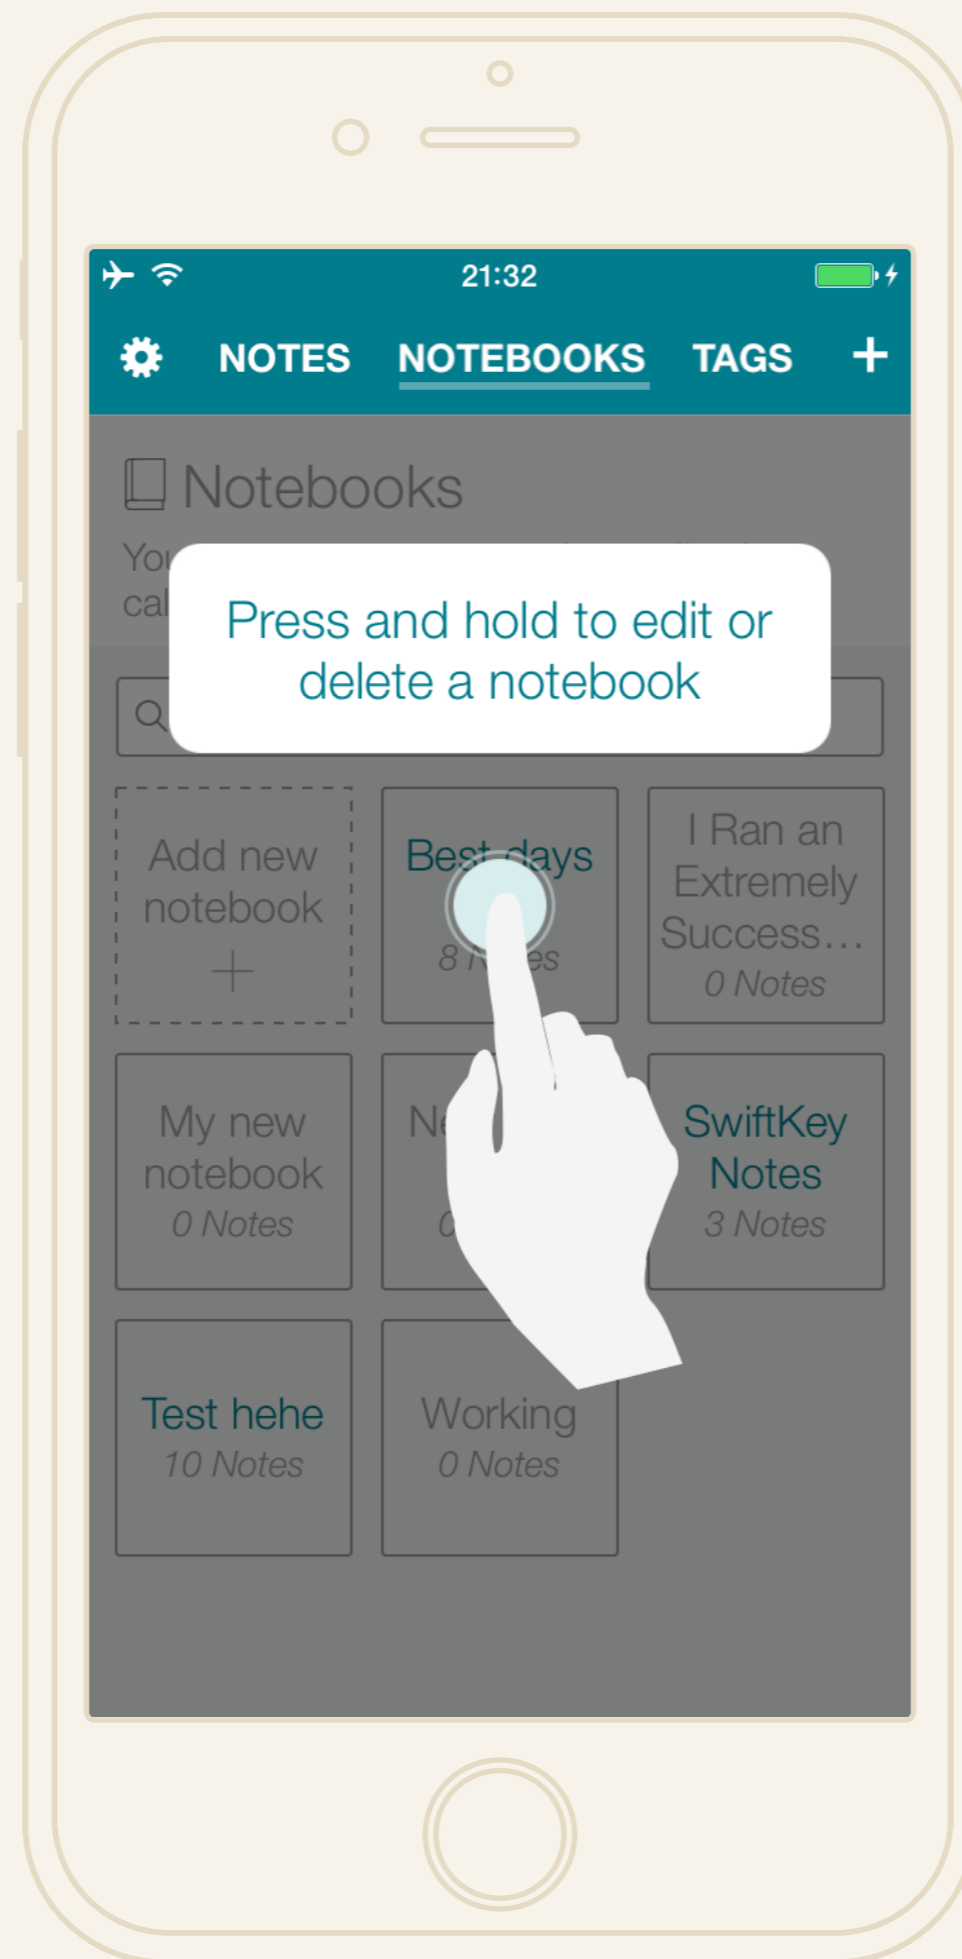 21:32
NOTES NOTEBOOKS TAGS
Notebooks
Press and hold to edit or
delete a notebook
Add new
notebook
Best days
8 Notes
I Ran an
Extremely
Success...
0 Notes
My new
notebook
0 Notes
SwiftKey
Notes
3 Notes
Test hehe
10 Notes
Working
0 Notes